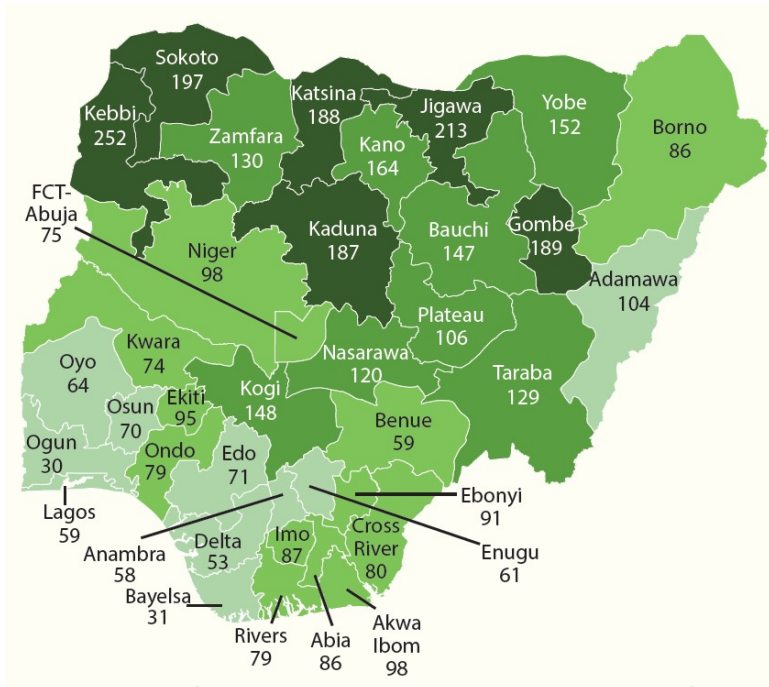 Sokoto
197
Kebbi
252
Zamfara
130
Katsina
188
Kano
164
Jigawa
213
Yobe
152
Borno
86
FCT-
Abuja
75
Niger
98
Kaduna
187
Bauchi
147
Gombe
189
Adamawa
104
Plateau
106
Nasarawa
120
Taraba
129
Kwara
74
Oyo
64
Osun
70
Ekiti
95
Kogi
148
Benue
59
Ogun
30
Ondo
79
Edo
71
Lagos
59
Ebonyi
91
Anambra
58
Delta
53
Imo
87
Cross
River
80
Enugu
61
Bayelsa
31
Rivers
79
Abia
86
Akwa
Ibom
98